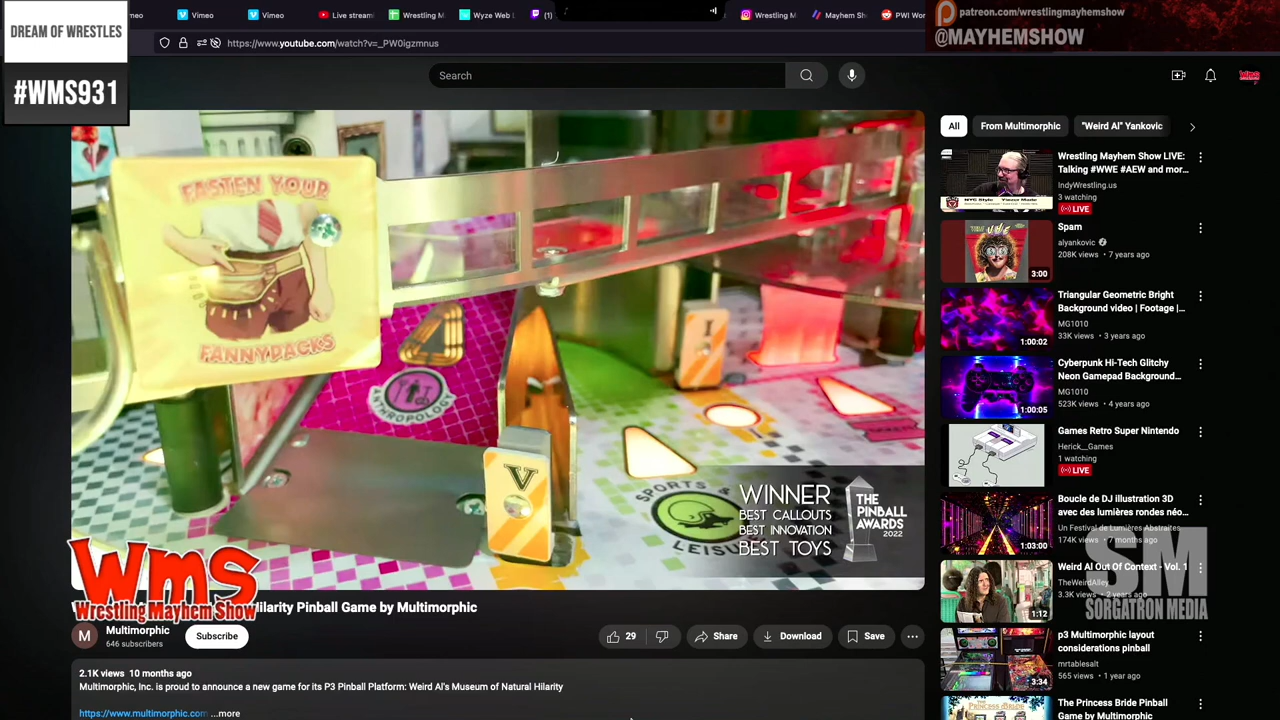 DREAM OF WRESTLES
#WMS931
meo
Vimeo
Vimeo
Live streami
Wrestling M
Wyze Web
Wrestling M
Mayhem Sh
PWI Wor
patreon.com/wrestlingmayhemshow
@MAYHEMSHOW
https://www.youtube.com/watch?v=_PW0igzmnus
Search
WMS
FASTEN YOUR
FANNYPACKS
ANTHROPOLOGY
I
V
SPORTS &
LEISU
WINNER
BEST CALLOUTS
BEST INNOVATION
BEST TOYS
THE
PINBALL
AWARDS
2022
WMS
Wrestling Mayhem Show
Hilarity Pinball Game by Multimorphic
M
Multimorphic
646 subscribers
Subscribe
29
Share
Download
Save
2.1K views 10 months ago
Multimorphic, Inc. is proud to announce a new game for its P3 Pinball Platform: Weird Al's Museum of Natural Hilarity
https://www.multimorphic.com ...more
All
From Multimorphic
"Weird Al" Yankovic
Wrestling Mayhem Show LIVE:
Talking #WWE #AEW and mor...
IndyWrestling.us
3 watching
LIVE
Spam
alyankovic
208K views • 7 years ago
3:00
Triangular Geometric Bright
Background video | Footage |...
MG1010
33K views • 3 years ago
1:00:02
Cyberpunk Hi-Tech Glitchy
Neon Gamepad Background...
MG1010
523K views • 4 years ago
1:00:05
Games Retro Super Nintendo
Herick__Games
1 watching
LIVE
Boucle de DJ illustration 3D
avec des lumières rondes néo...
Un Festival de Lumières Abstraites
174K views • 7 months ago
1:03:00
SM
SORGATRON MEDIA
Weird Al Out Of Context - Vol. 1
TheWeirdAlley
3.3K views • 2 years ago
1:12
p3 Multimorphic layout
considerations pinball
mrtablesalt
565 views • 1 year ago
3:34
The Princess Bride Pinball
Game by Multimorphic